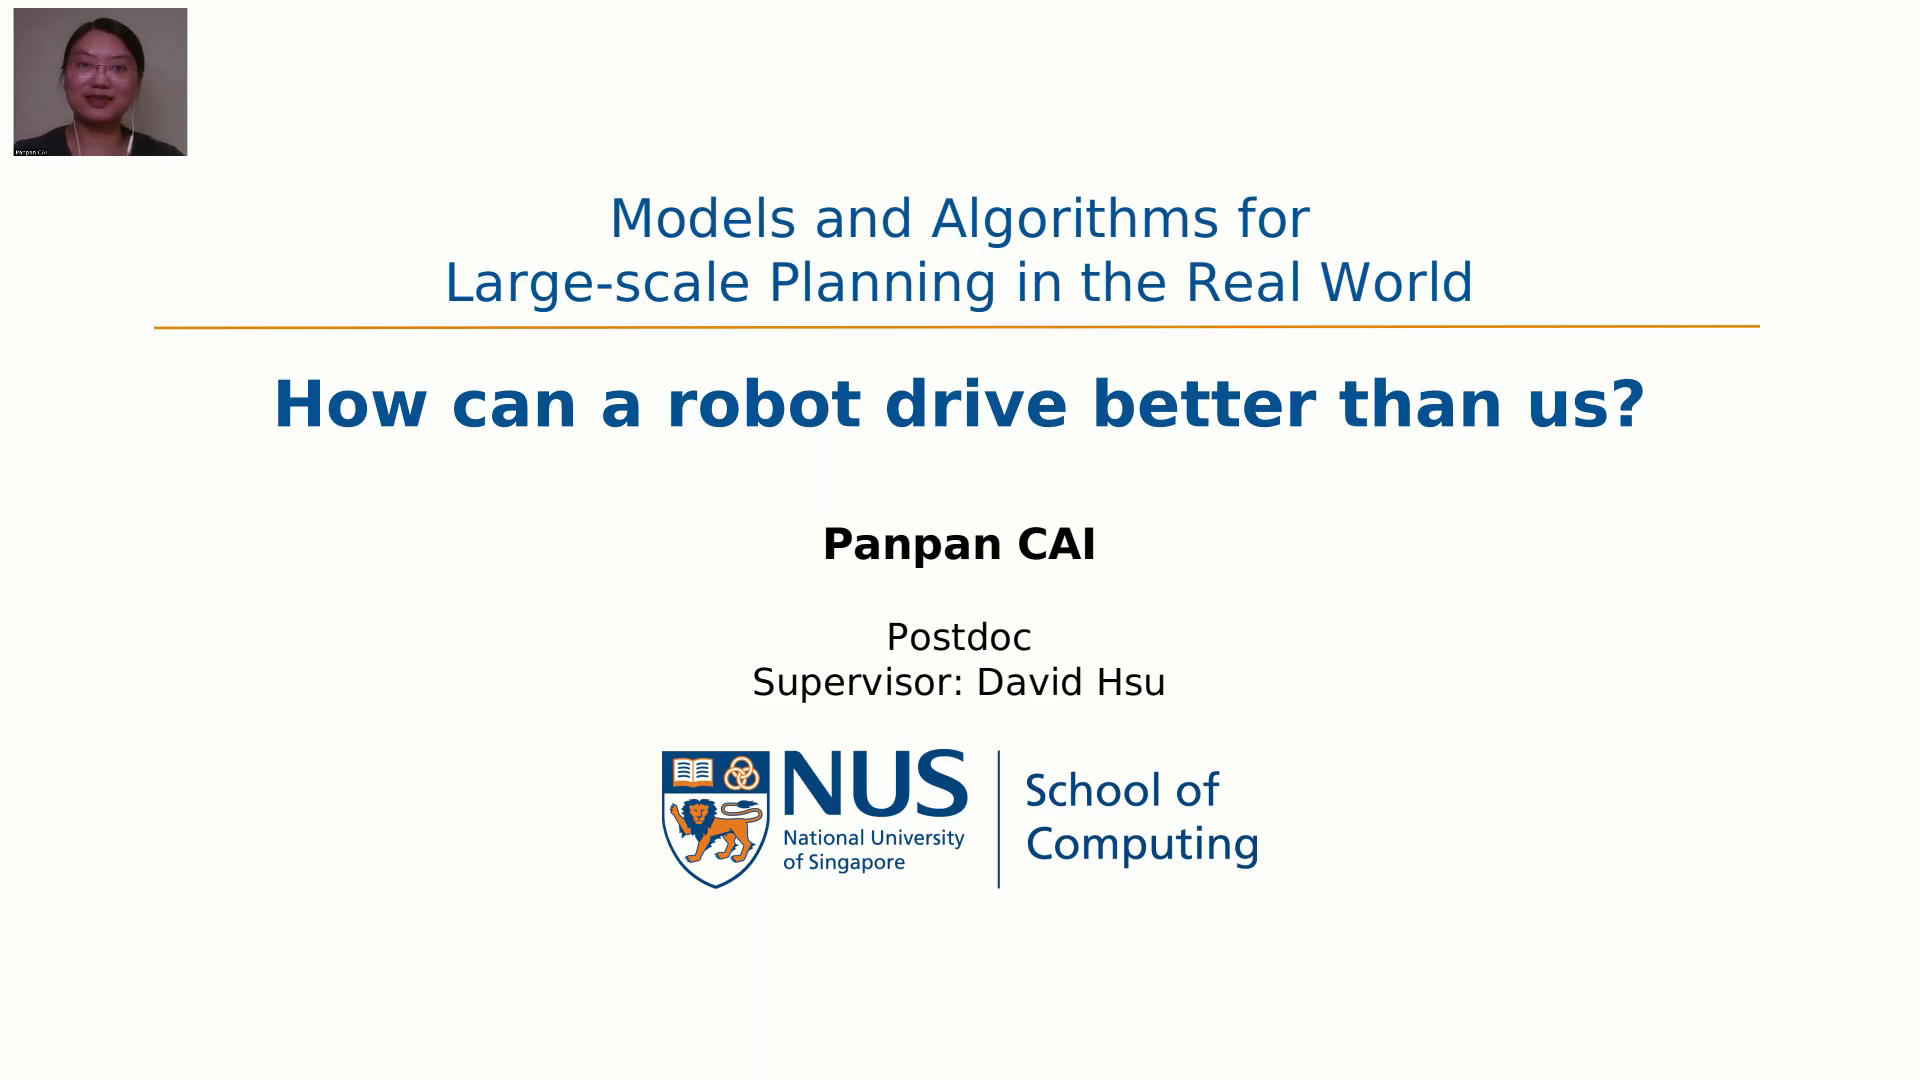 Panpan CAI
Models and Algorithms for
Large-scale Planning in the Real World
How can a robot drive better than us?
Panpan CAI
Postdoc
Supervisor: David Hsu
NUS
National University
of Singapore
School of
Computing